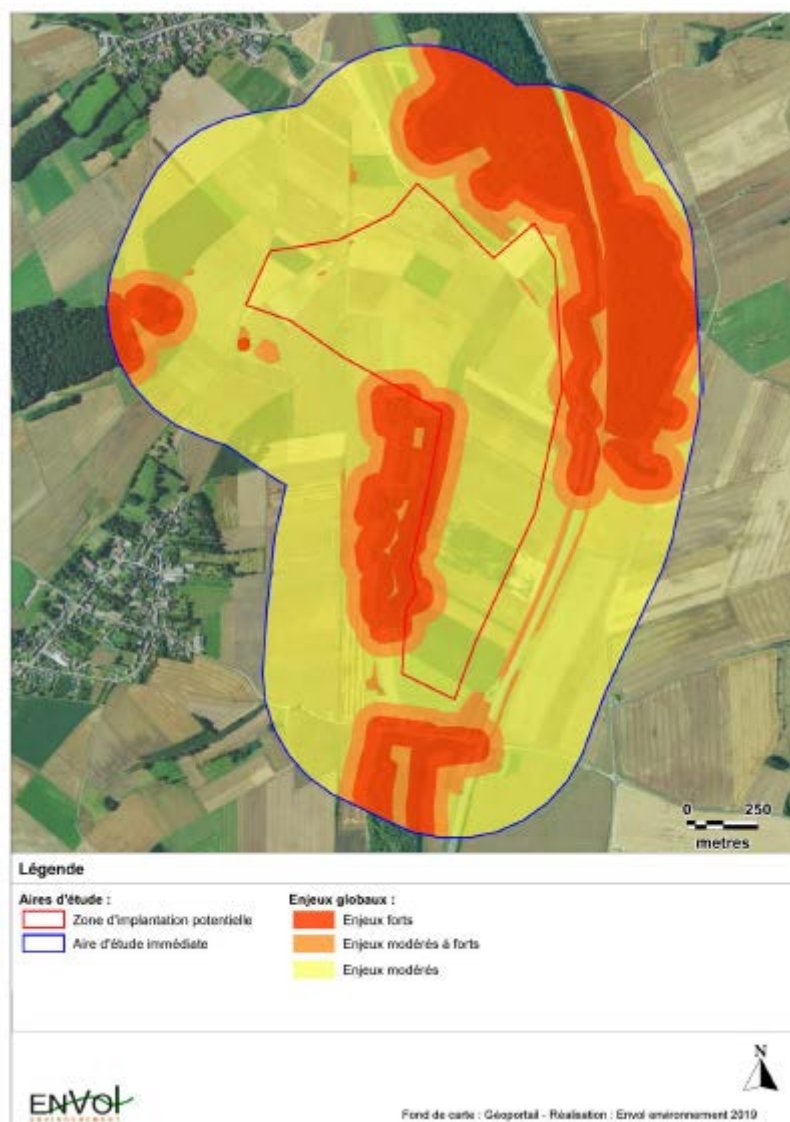 0 250
metres
Légende
Aires d'étude :
Zone d'implantation potentielle
Aire d'étude immédiate
Enjeux globaux :
Enjeux forts
Enjeux modérés à forts
Enjeux modérés
N
ENVOl
ENVIRONNEMENT
Fond de carte : Géoportail - Réalisation : Envol environnement 2019